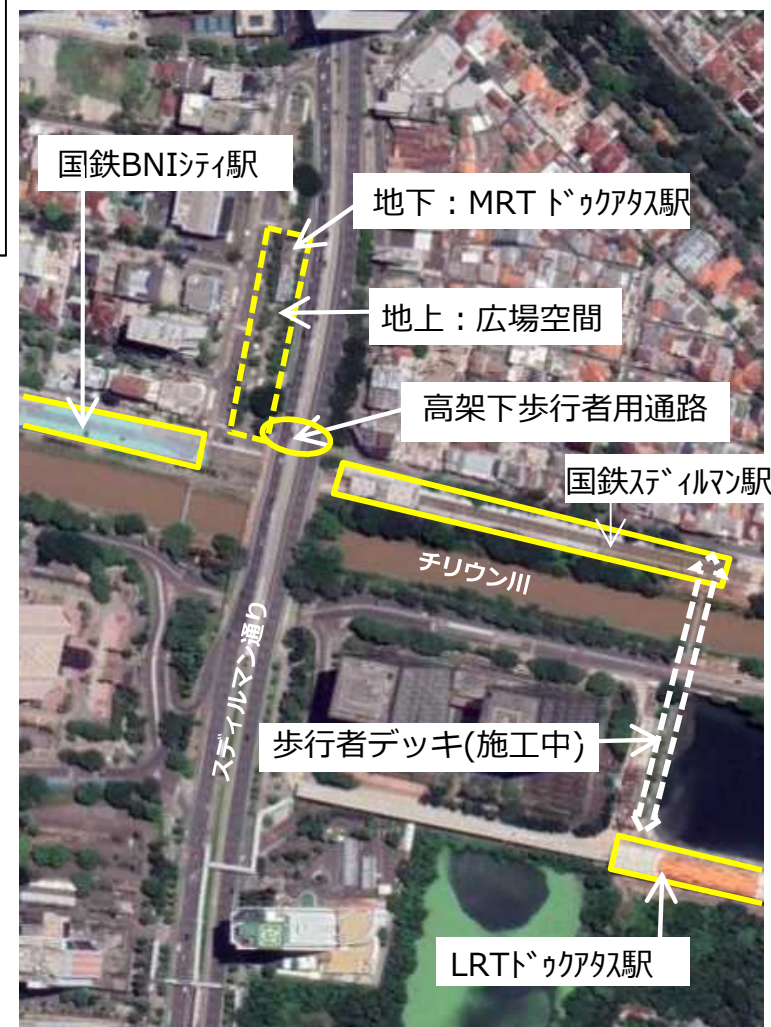 国鉄BNIｼﾃｨ駅
地下：MRT ﾄﾞｩｸｱﾀｽ駅
地上：広場空間
高架下歩行者用通路
国鉄ｽﾃﾞｨﾙﾏﾝ駅
チリウン川
スディルマン通り
歩行者デッキ(施工中)
LRTﾄﾞｩｸｱﾀｽ駅